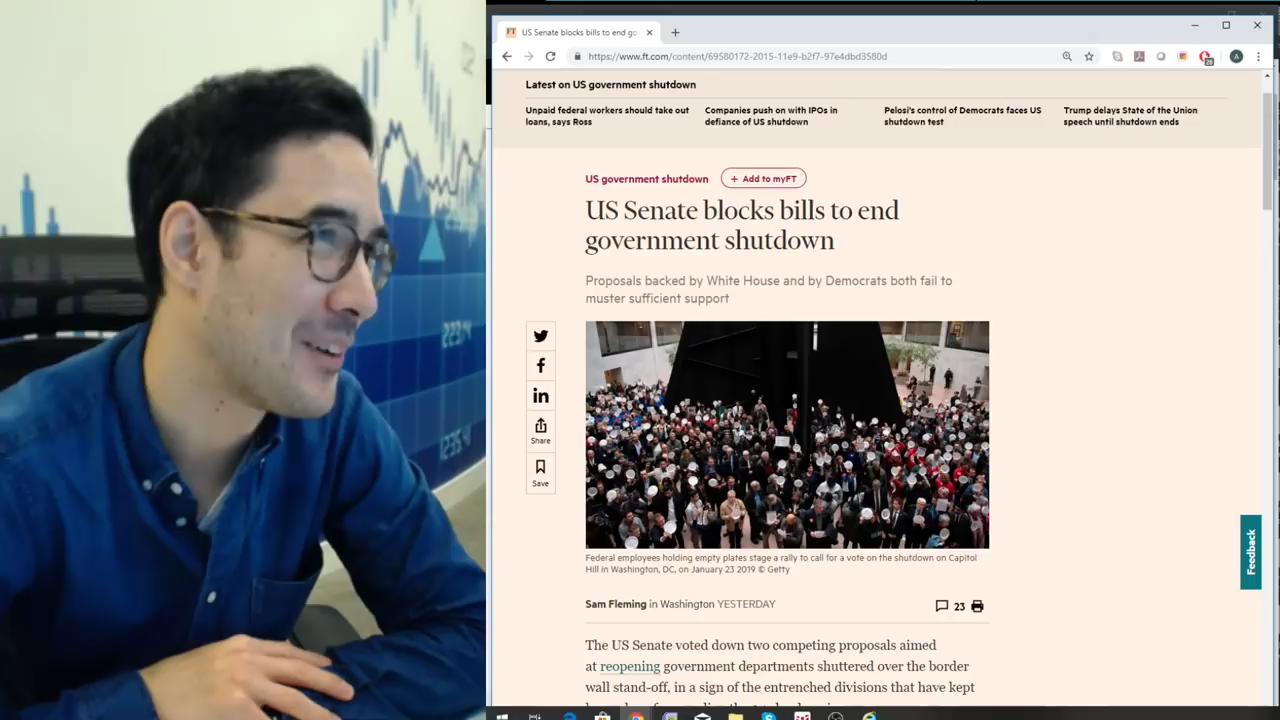 US Senate blocks bills to end go
https://www.ft.com/content/69580172-2015-11e9-b2f7-97e4dbd3580d
Latest on US government shutdown
Unpaid federal workers should take out
loans, says Ross
Companies push on with IPOs in
defiance of US shutdown
Pelosi's control of Democrats faces US
shutdown test
Trump delays State of the Union
speech until shutdown ends
US government shutdown
+ Add to myFT
US Senate blocks bills to end
government shutdown
Proposals backed by White House and by Democrats both fail to
muster sufficient support
Share
Save
Federal employees holding empty plates stage a rally to call for a vote on the shutdown on Capitol
Hill in Washington, DC, on January 23 2019 © Getty
Sam Fleming in Washington YESTERDAY
23
The US Senate voted down two competing proposals aimed
at reopening government departments shuttered over the border
wall stand-off, in a sign of the entrenched divisions that have kept
Feedback